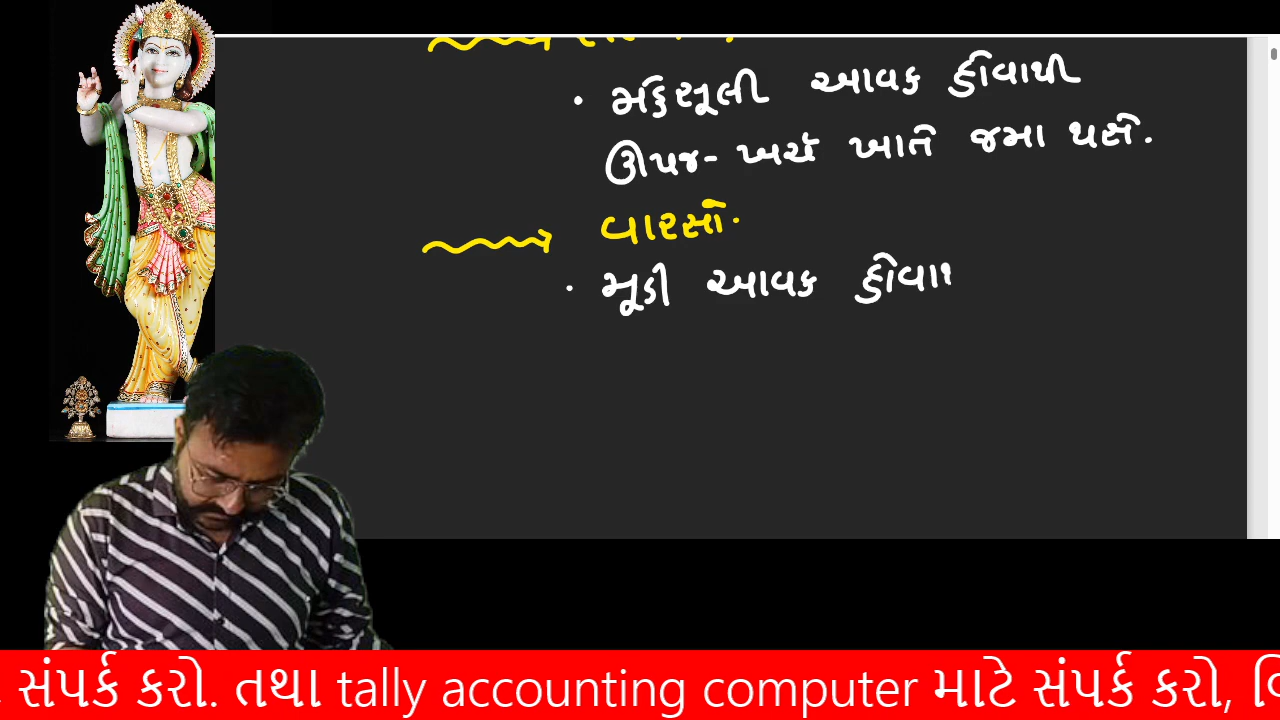 · મહેસૂલી આવક હોવાથી
ઊપજ- ખર્ચ ખાતે જમા થશે.
વારસો.
· મૂડી આવક હોવા
સંપર્ક કરો. તથા tally accounting computer માટે સંપર્ક કરો, વિ